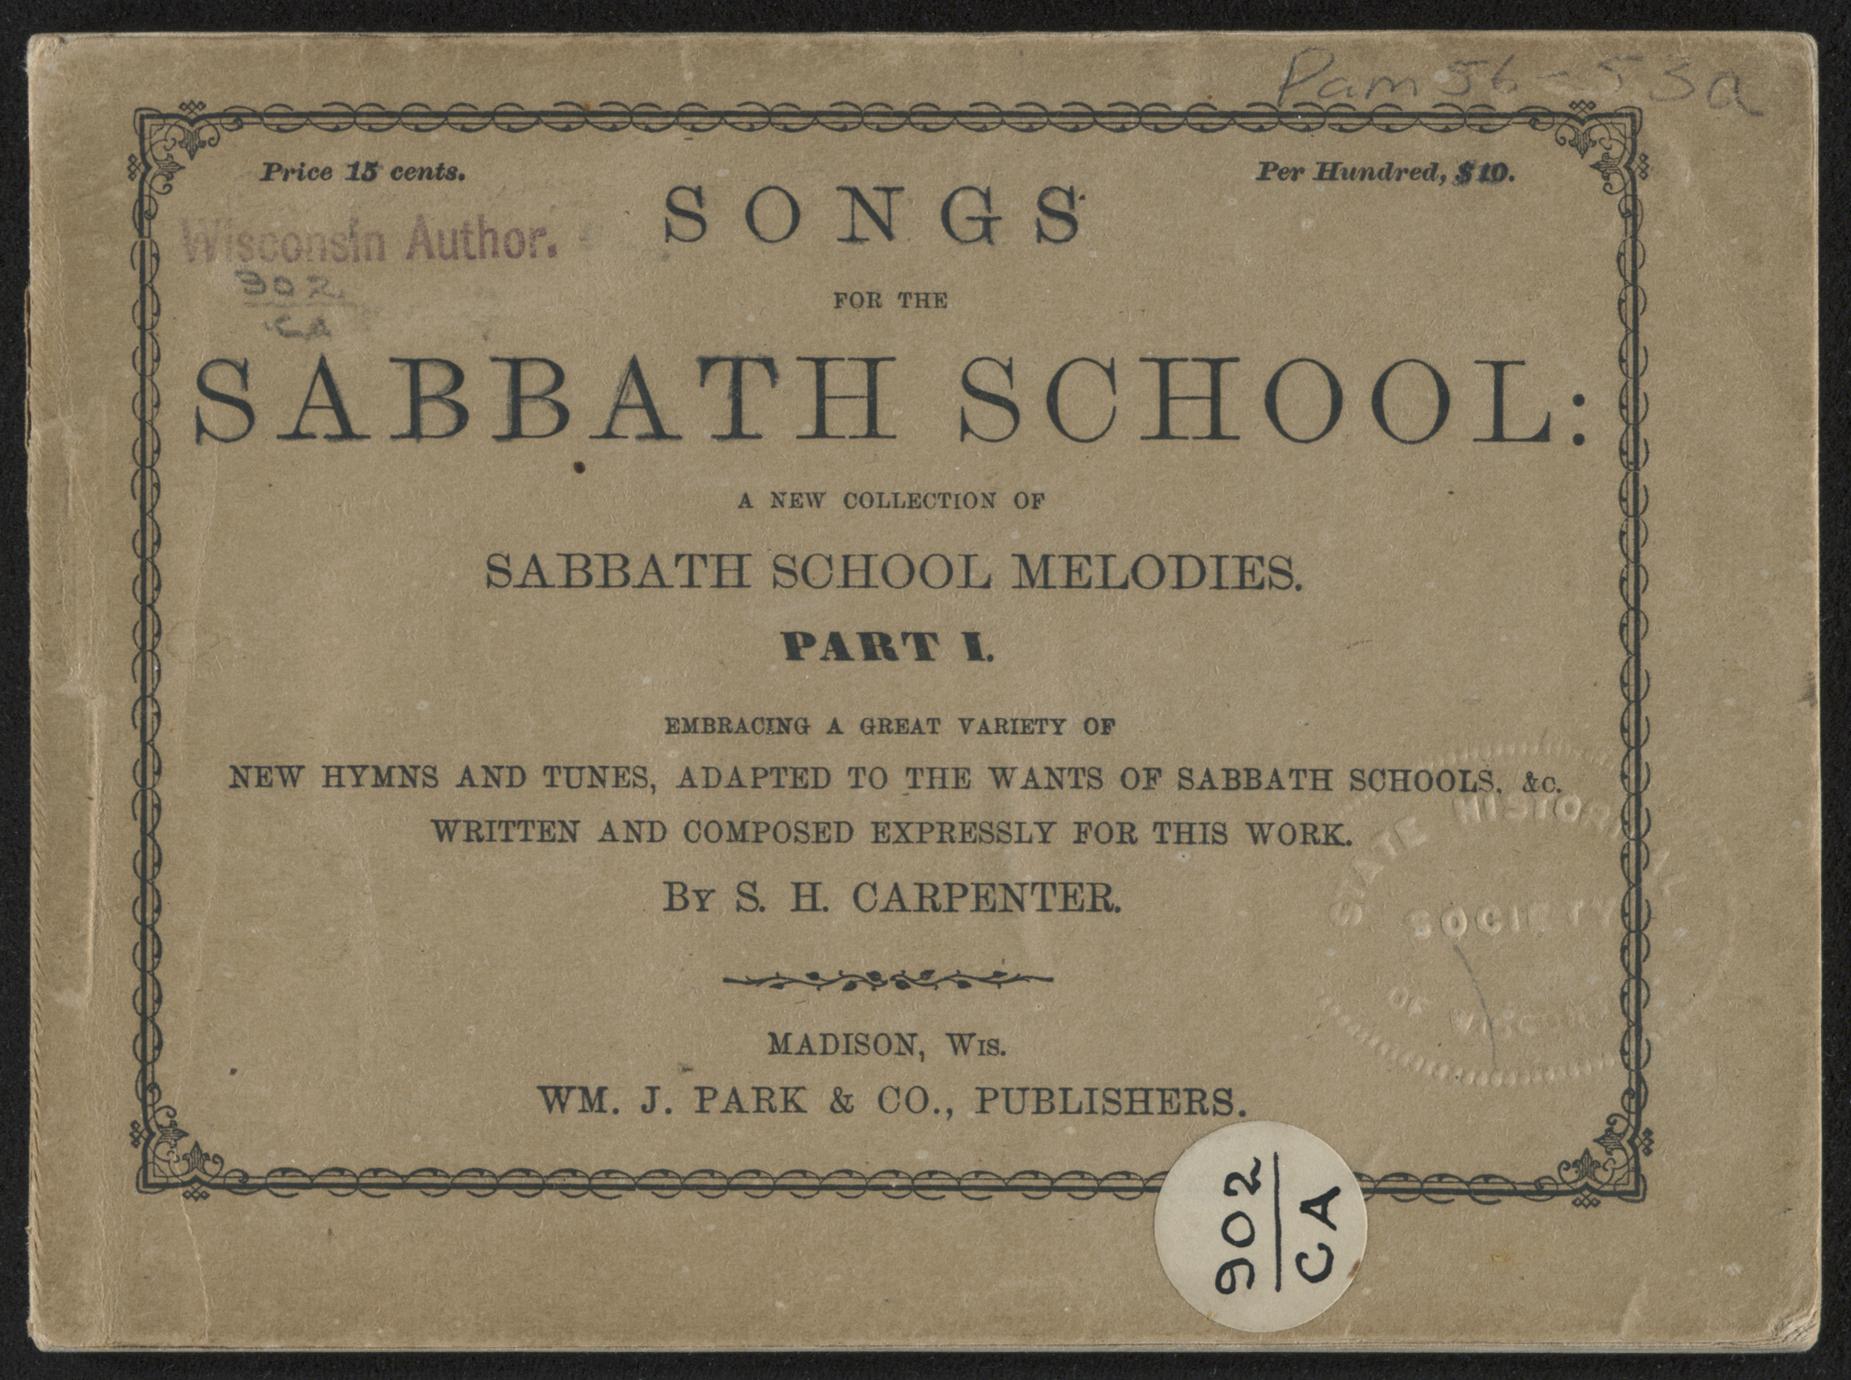 Pam 56-53a
Price 15 cents.
Per Hundred, $10.
SONGS
Wisconsin Author.
902
CA
FOR THE
SABBATH SCHOOL:
A NEW COLLECTION OF
SABBATH SCHOOL MELODIES.
PART I.
EMBRACING A GREAT VARIETY OF
NEW HYMNS AND TUNES, ADAPTED TO THE WANTS OF SABBATH SCHOOLS, &c.
WRITTEN AND COMPOSED EXPRESSLY FOR THIS WORK.
By S. H. CARPENTER.
STATE HISTORICAL
SOCIETY
OF WISCONSIN
MADISON, Wis.
WM. J. PARK & CO., PUBLISHERS.
902
CA